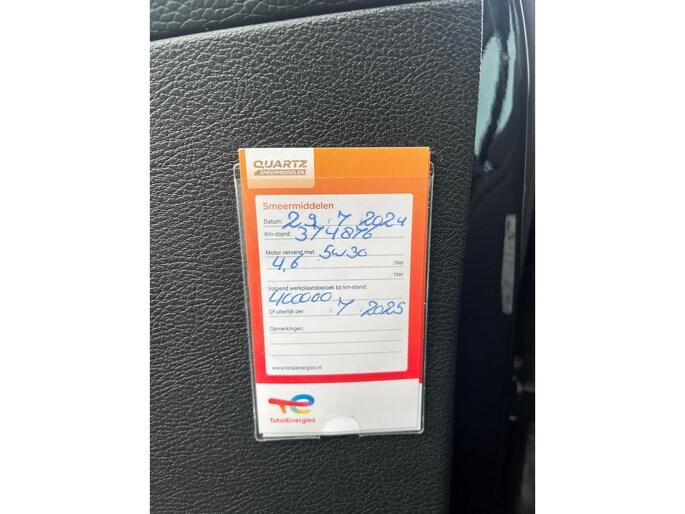 QUARTZ
SMEERMIDDELEN
Smeermiddelen
Datum: 29 / 7 / 2024
Km-stand: 374876
Motor ververst met: 5W30
4.6 liter
liter
Volgend werkplaatsbezoek bij km-stand:
400000
Of uiterlijk per: / 7 / 2025
Opmerkingen:
www.totalenergies.nl
TotalEnergies